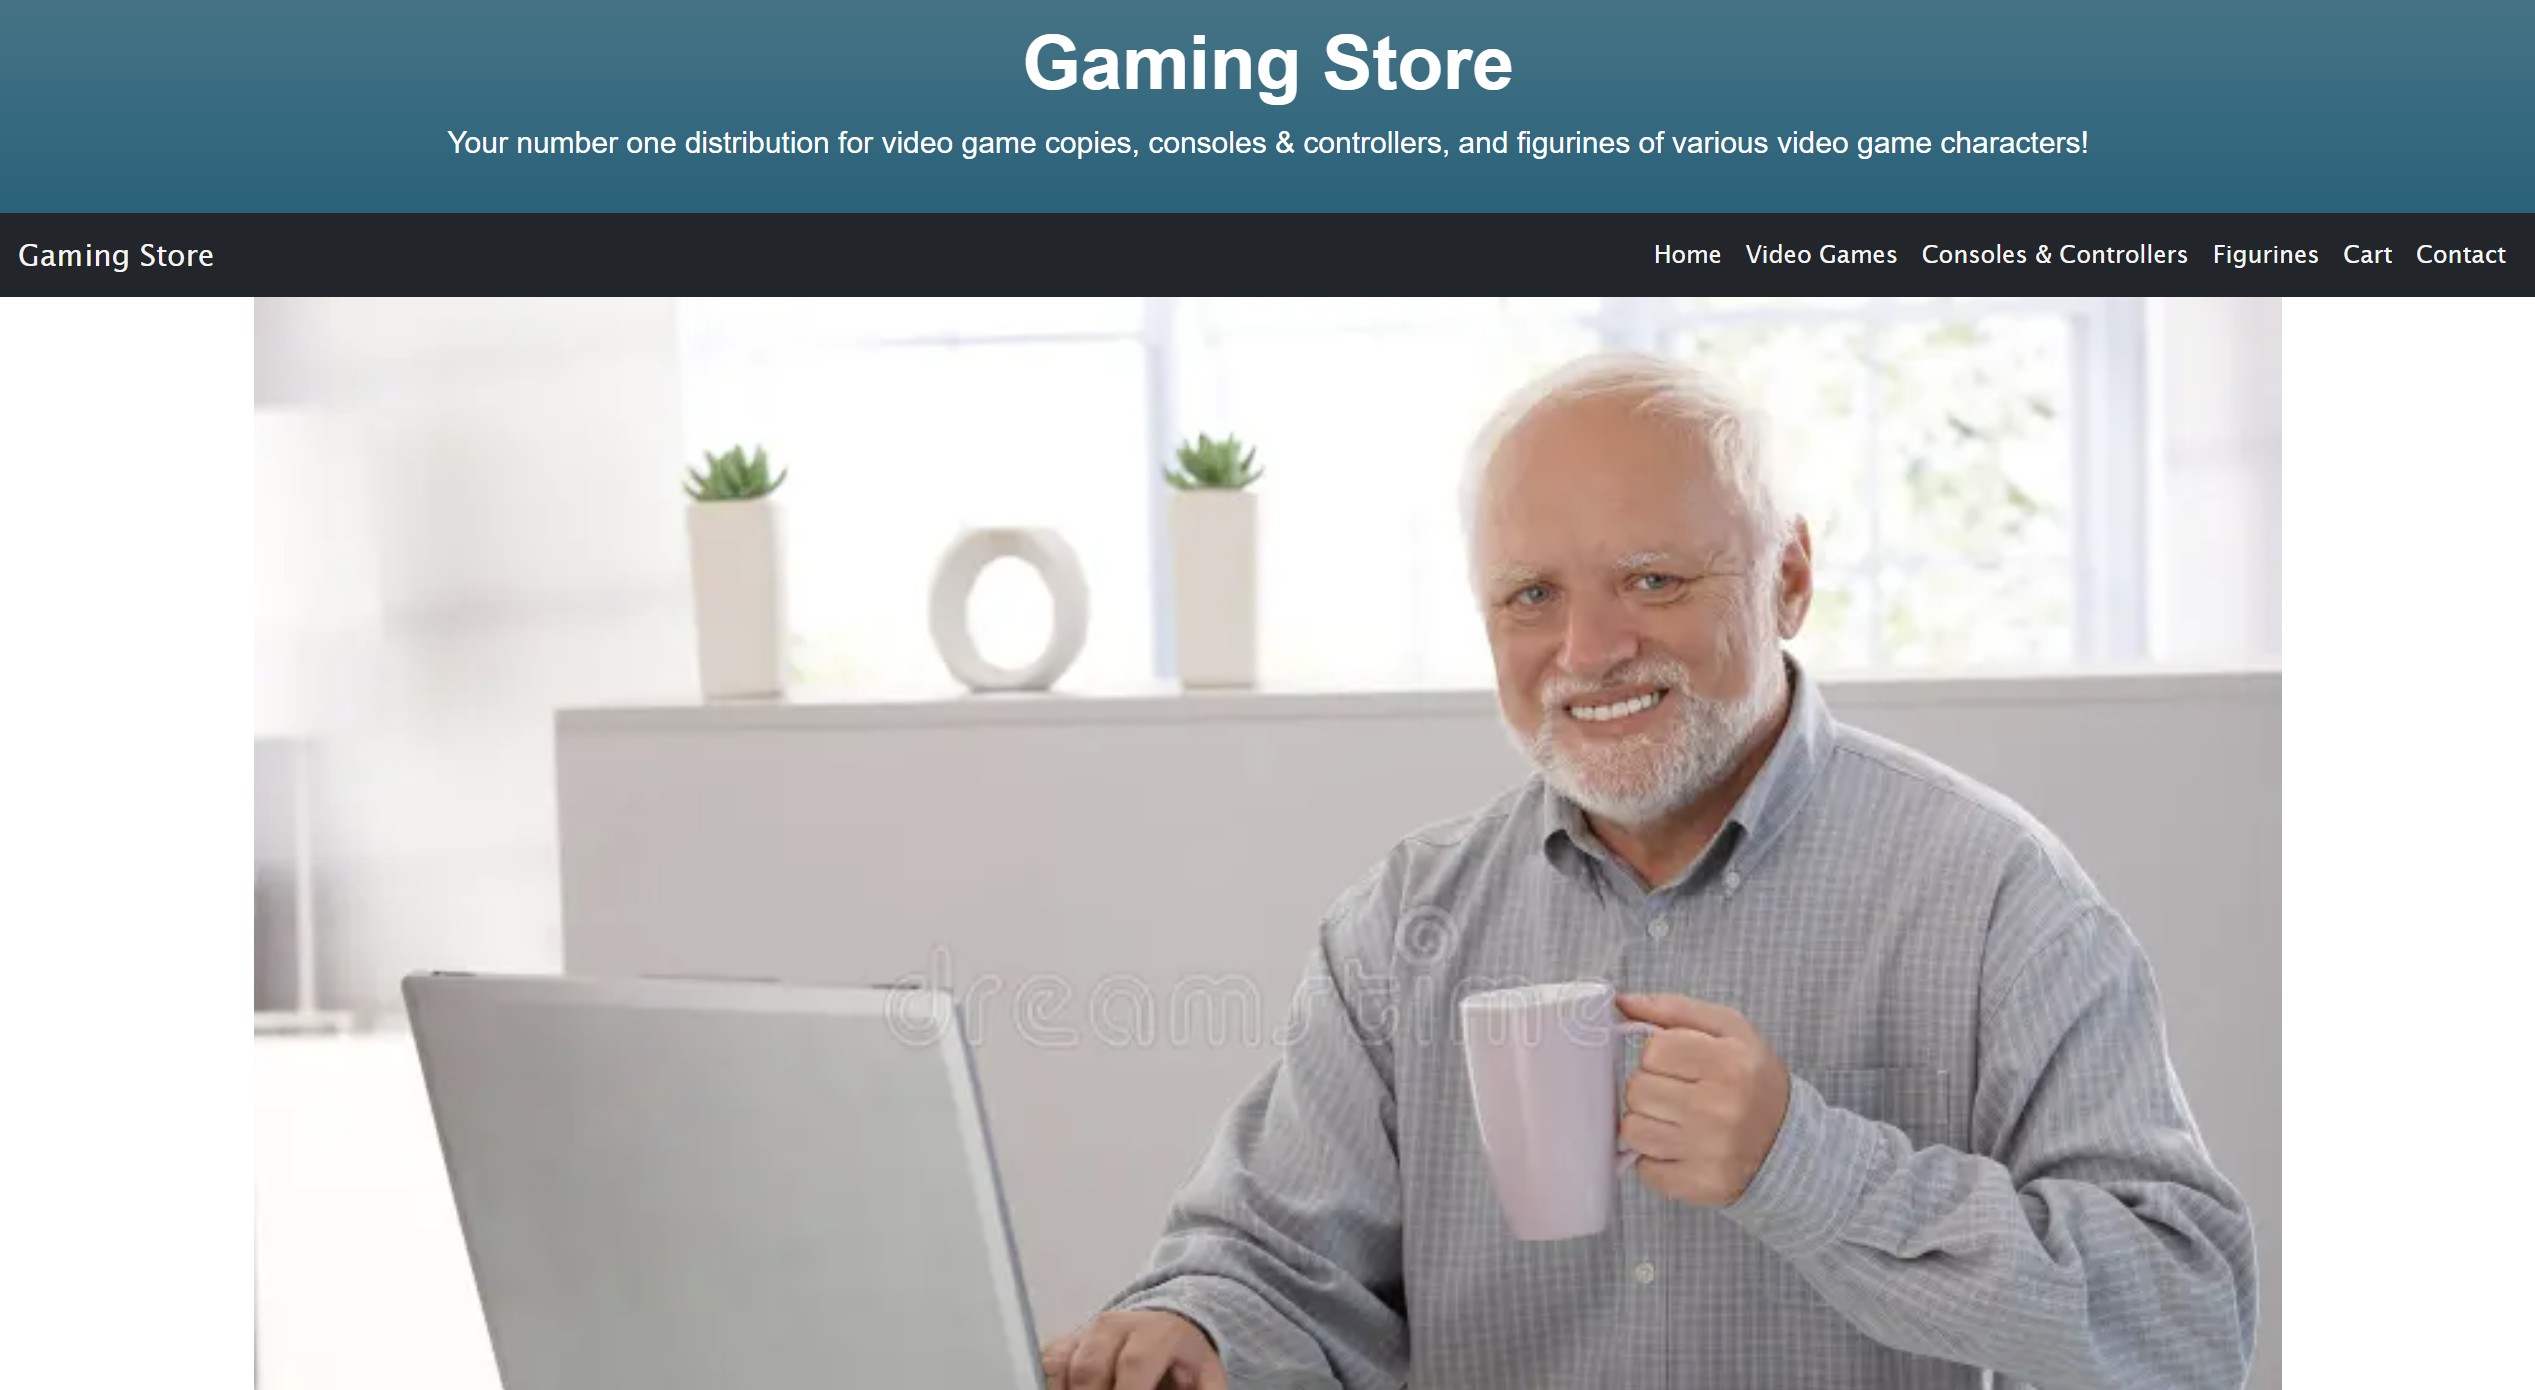 Gaming Store
Your number one distribution for video game copies, consoles & controllers, and figurines of various video game characters!
Gaming Store
Home Video Games Consoles & Controllers Figurines Cart Contact
dreamstime